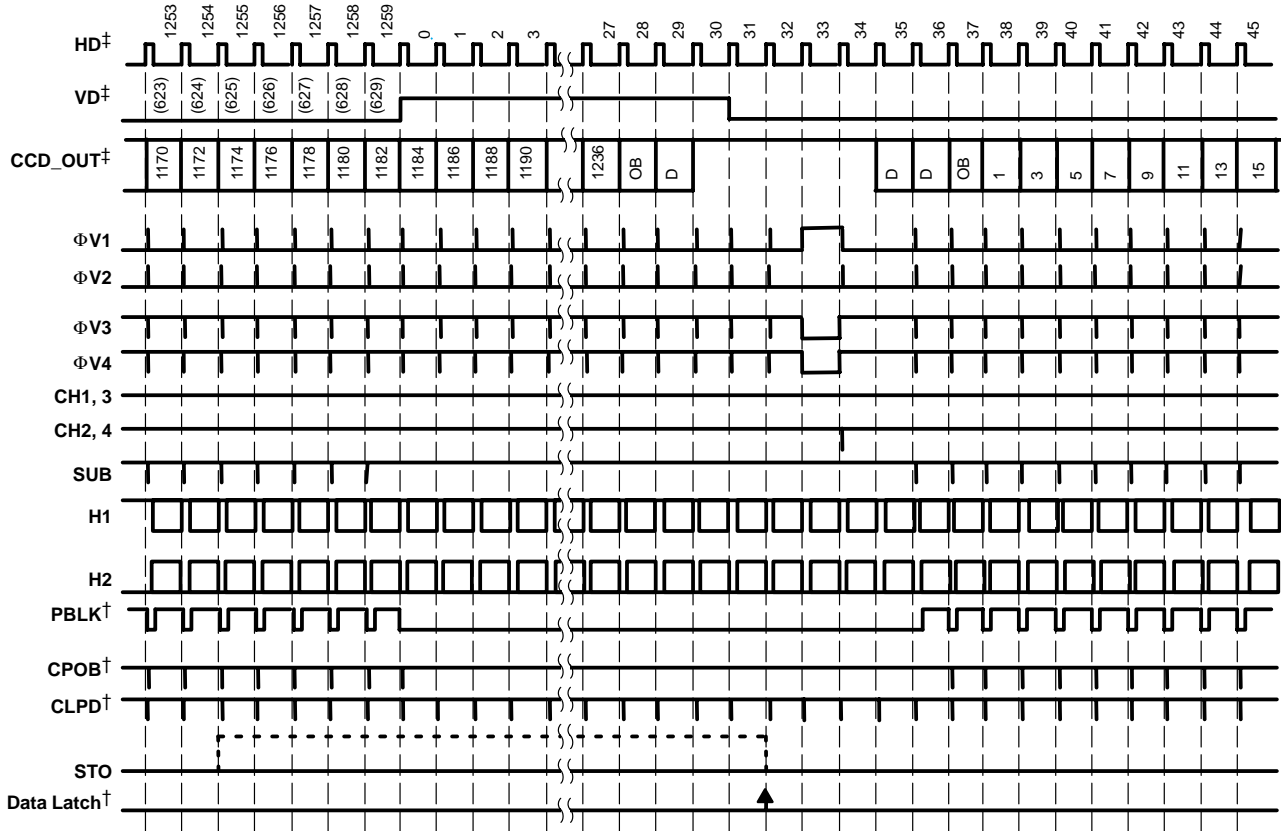 HD‡ 1253 1254 1255 1256 1257 1258 1259 0 1 2 3 27 28 29 30 31 32 33 34 35 36 37 38 39 40 41 42 43 44 45
VD‡ (623) (624) (625) (626) (627) (628) (629)
CCD_OUT‡ 1170 1172 1174 1176 1178 1180 1182 1184 1186 1188 1190 1236 OB D D D OB 1 3 5 7 9 11 13 15
ΦV1
ΦV2
ΦV3
ΦV4
CH1, 3
CH2, 4
SUB
H1
H2
PBLK†
CPOB†
CLPD†
STO
Data Latch†